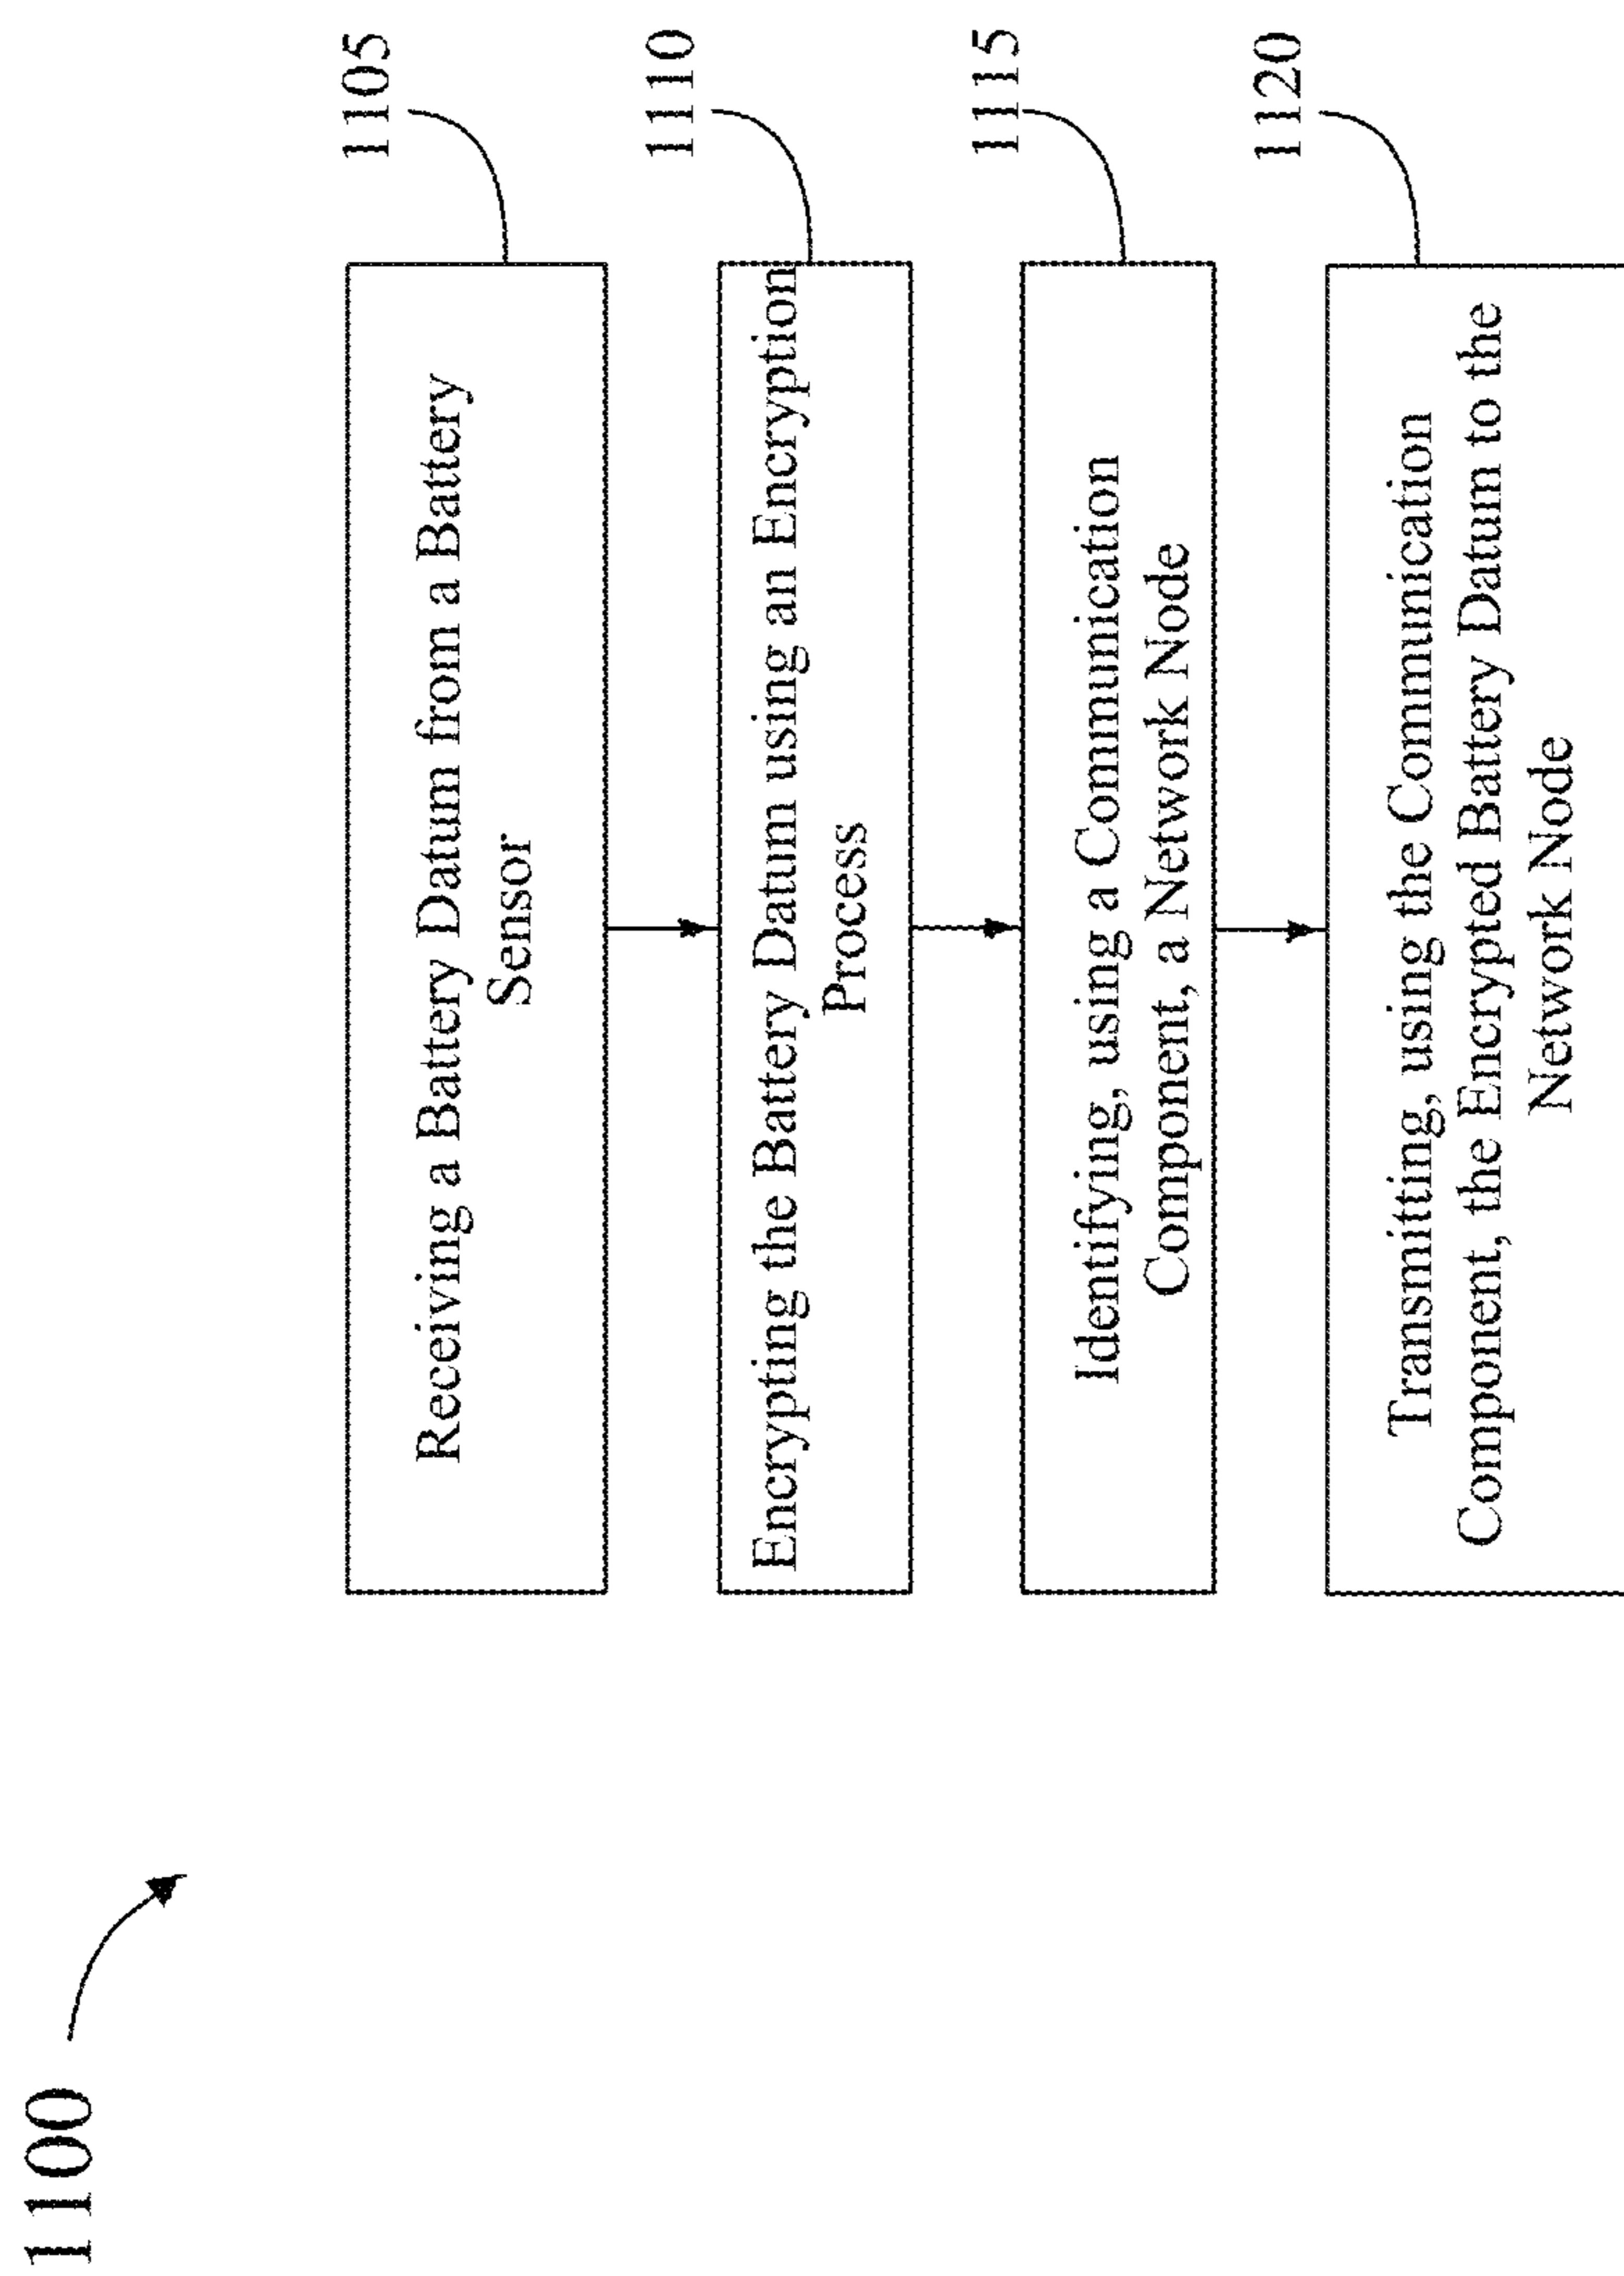 1100
Receiving a Battery Datum from a Battery
Sensor
1105
Encrypting the Battery Datum using an Encryption
Process
1110
Identifying, using a Communication
Component, a Network Node
1115
Transmitting, using the Communication
Component, the Encrypted Battery Datum to the
Network Node
1120